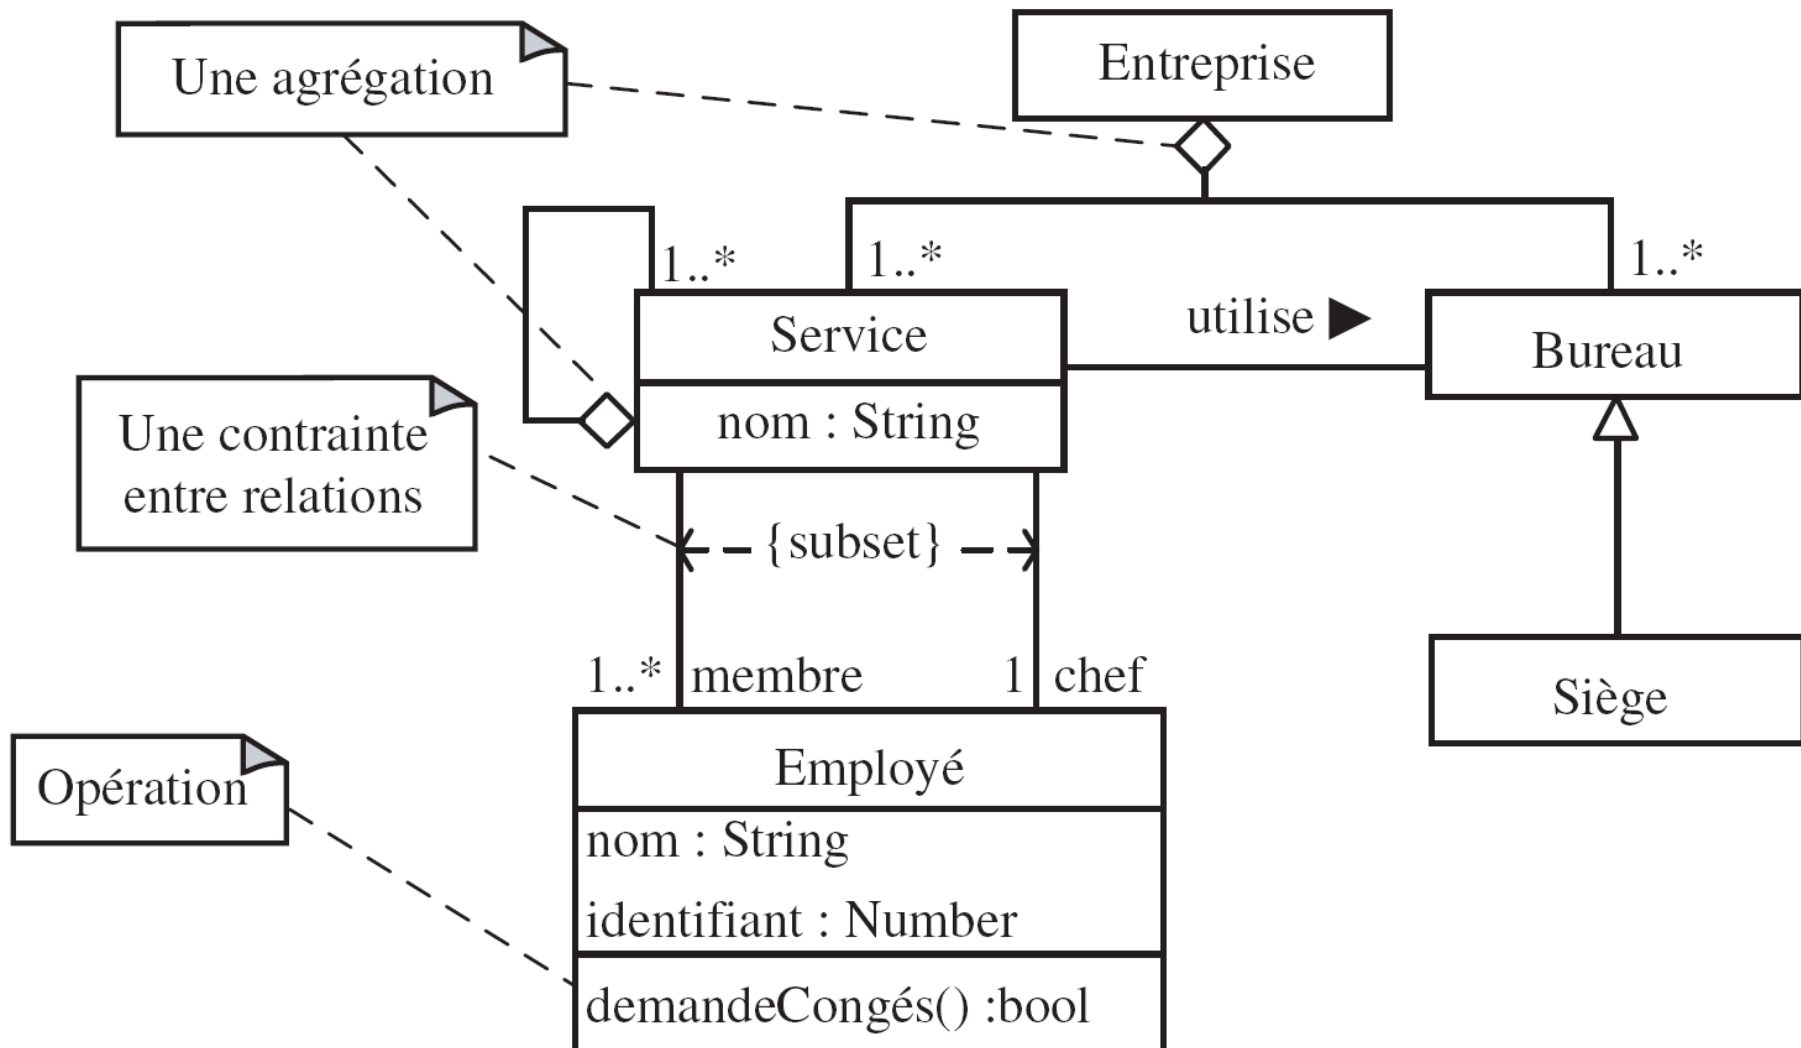 Une agrégation
Entreprise
1..*
1..*
1..*
Service
utilise ▶
Bureau
nom : String
Une contrainte
entre relations
{subset}
1..*
membre
1
chef
Siège
Employé
Opération
nom : String
identifiant : Number
demandeCongés() :bool